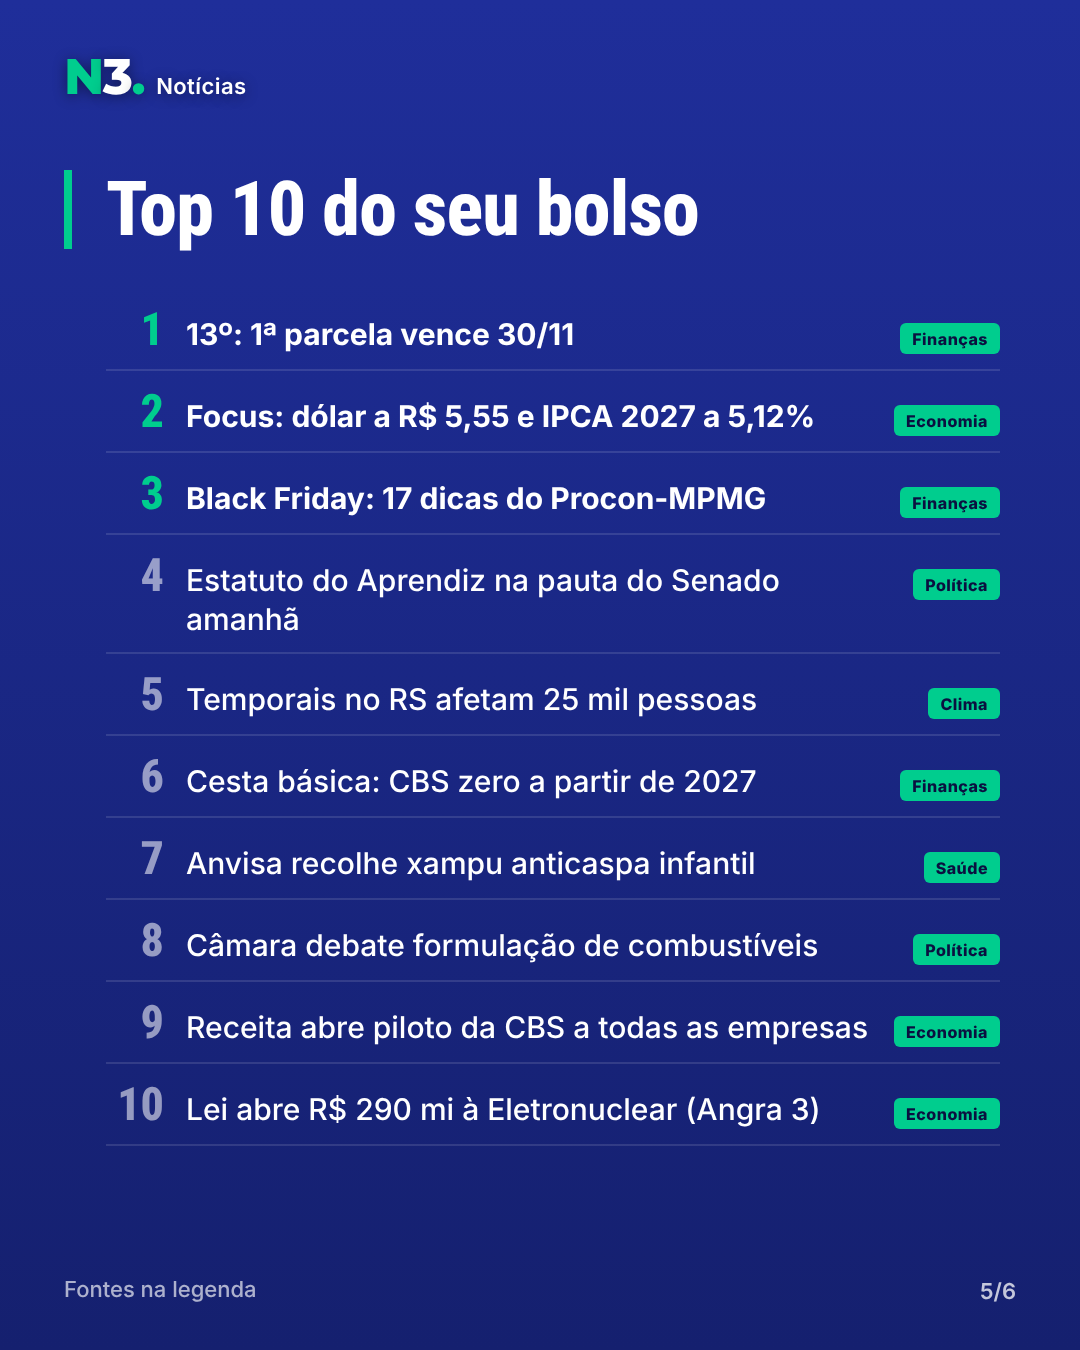 N3. Notícias
Top 10 do seu bolso
1 13º: 1ª parcela vence 30/11 Finanças
2 Focus: dólar a R$ 5,55 e IPCA 2027 a 5,12% Economia
3 Black Friday: 17 dicas do Procon-MPMG Finanças
4 Estatuto do Aprendiz na pauta do Senado Política
amanhã
5 Temporais no RS afetam 25 mil pessoas Clima
6 Cesta básica: CBS zero a partir de 2027 Finanças
7 Anvisa recolhe xampu anticaspa infantil Saúde
8 Câmara debate formulação de combustíveis Política
9 Receita abre piloto da CBS a todas as empresas Economia
10 Lei abre R$ 290 mi à Eletronuclear (Angra 3) Economia
Fontes na legenda 5/6